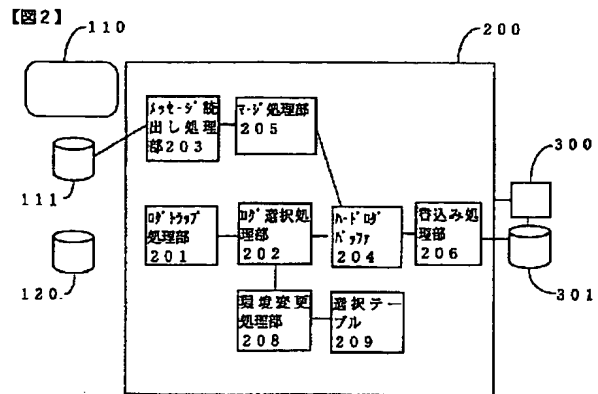 【図2】
110
200
ﾒｯｾｰｼﾞ読
出し処理
部203
ﾏｰｼﾞ処理部
205
300
111
ﾛｸﾞﾄﾗｯﾌﾟ
処理部
201
ﾛｸﾞ選択処
理部
202
ﾊｰﾄﾞﾛｸﾞ
ﾊﾞｯﾌｧ
204
書込み処
理部
206
120
301
環境変更
処理部
208
選択テー
ブル
209